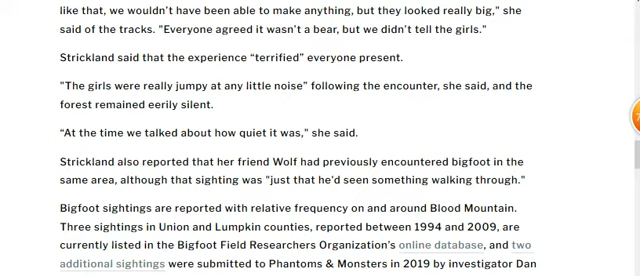 like that, we wouldn't have been able to make anything, but they looked really big," she
said of the tracks. "Everyone agreed it wasn't a bear, but we didn't tell the girls."
Strickland said that the experience “terrified” everyone present.
"The girls were really jumpy at any little noise” following the encounter, she said, and the
forest remained eerily silent.
“At the time we talked about how quiet it was," she said.
Strickland also reported that her friend Wolf had previously encountered bigfoot in the
same area, although that sighting was "just that he'd seen something walking through."
Bigfoot sightings are reported with relative frequency on and around Blood Mountain.
Three sightings in Union and Lumpkin counties, reported between 1994 and 2009, are
currently listed in the Bigfoot Field Researchers Organization's online database, and two
additional sightings were submitted to Phantoms & Monsters in 2019 by investigator Dan